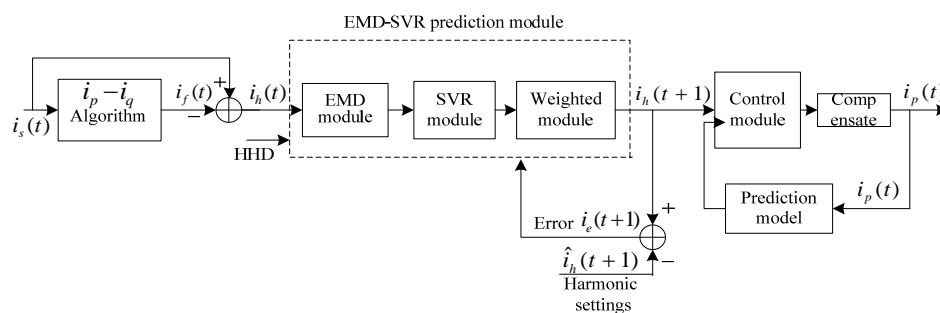 EMD-SVR prediction module
i_s(t)
i_p − i_q
Algorithm
i_f(t)
+
−
i_h(t)
HHD
EMD
module
SVR
module
Weighted
module
i_h(t+1)
Control
module
Comp
ensate
i_p(t)
Prediction
model
i_p(t)
Error i_e(t+1)
+
−
î_h(t+1)
Harmonic
settings